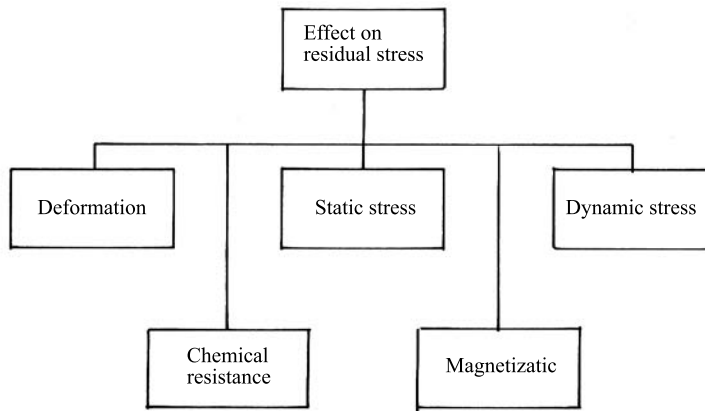 Effect on
residual stress
Deformation
Static stress
Dynamic stress
Chemical
resistance
Magnetizatic